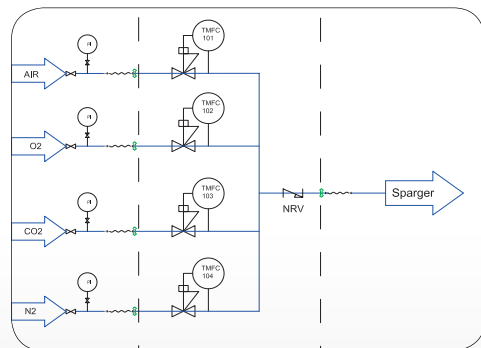 PI
TMFC
101
AIR
PI
TMFC
102
O2
PI
TMFC
103
CO2
NRV
Sparger
PI
TMFC
104
N2